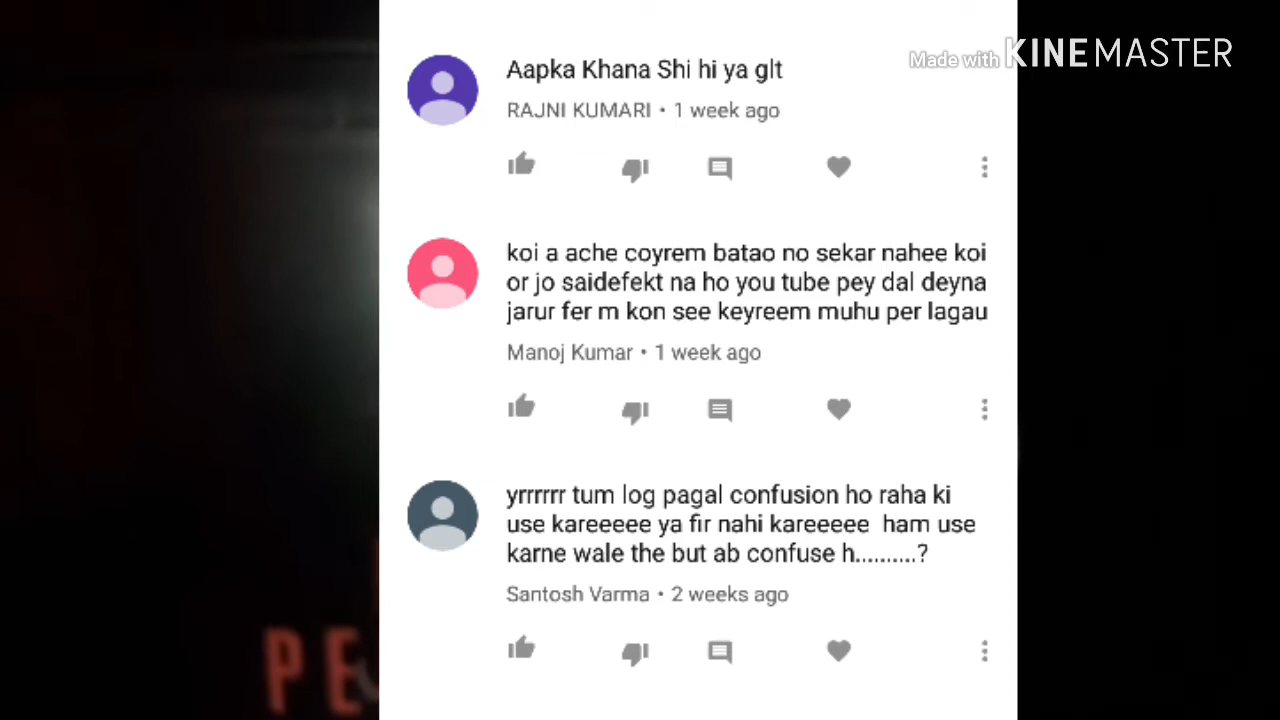 Made with KINEMASTER
Aapka Khana Shi hi ya glt
RAJNI KUMARI • 1 week ago
koi a ache coyrem batao no sekar nahee koi
or jo saidefekt na ho you tube pey dal deyna
jarur fer m kon see keyreem muhu per lagau
Manoj Kumar • 1 week ago
yrrrrrr tum log pagal confusion ho raha ki
use kareeeee ya fir nahi kareeeee ham use
karne wale the but ab confuse h..........?
Santosh Varma • 2 weeks ago
PE